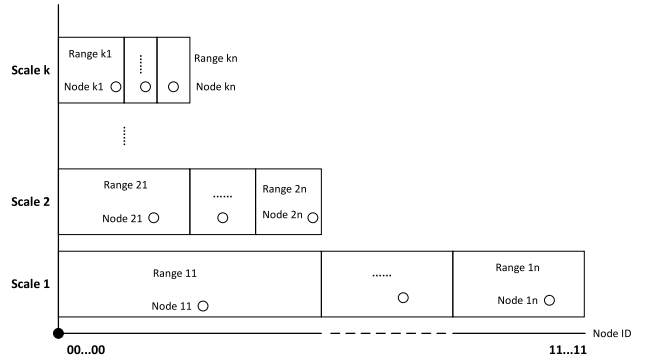 Scale k
Range k1
Range kn
Node k1
Node kn
Scale 2
Range 21
......
Range 2n
Node 21
Node 2n
Scale 1
Range 11
......
Range 1n
Node 11
Node 1n
Node ID
00...00
11...11